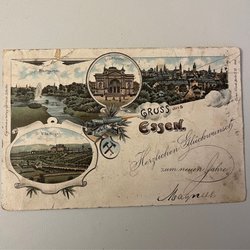 GRUSS aus
ESSEN.
Herzlichen Glückwunsch
zum neuen Jahre
Magnus